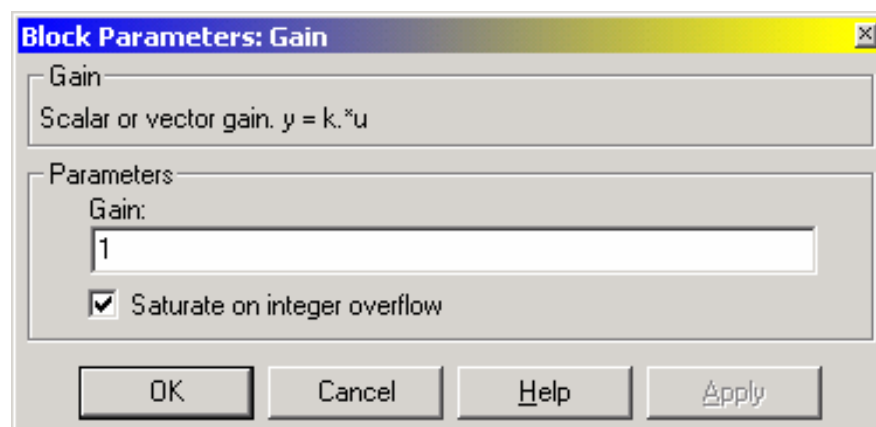 Block Parameters: Gain
Gain
Scalar or vector gain. y = k.*u
Parameters
Gain:
1
Saturate on integer overflow
OK Cancel Help Apply